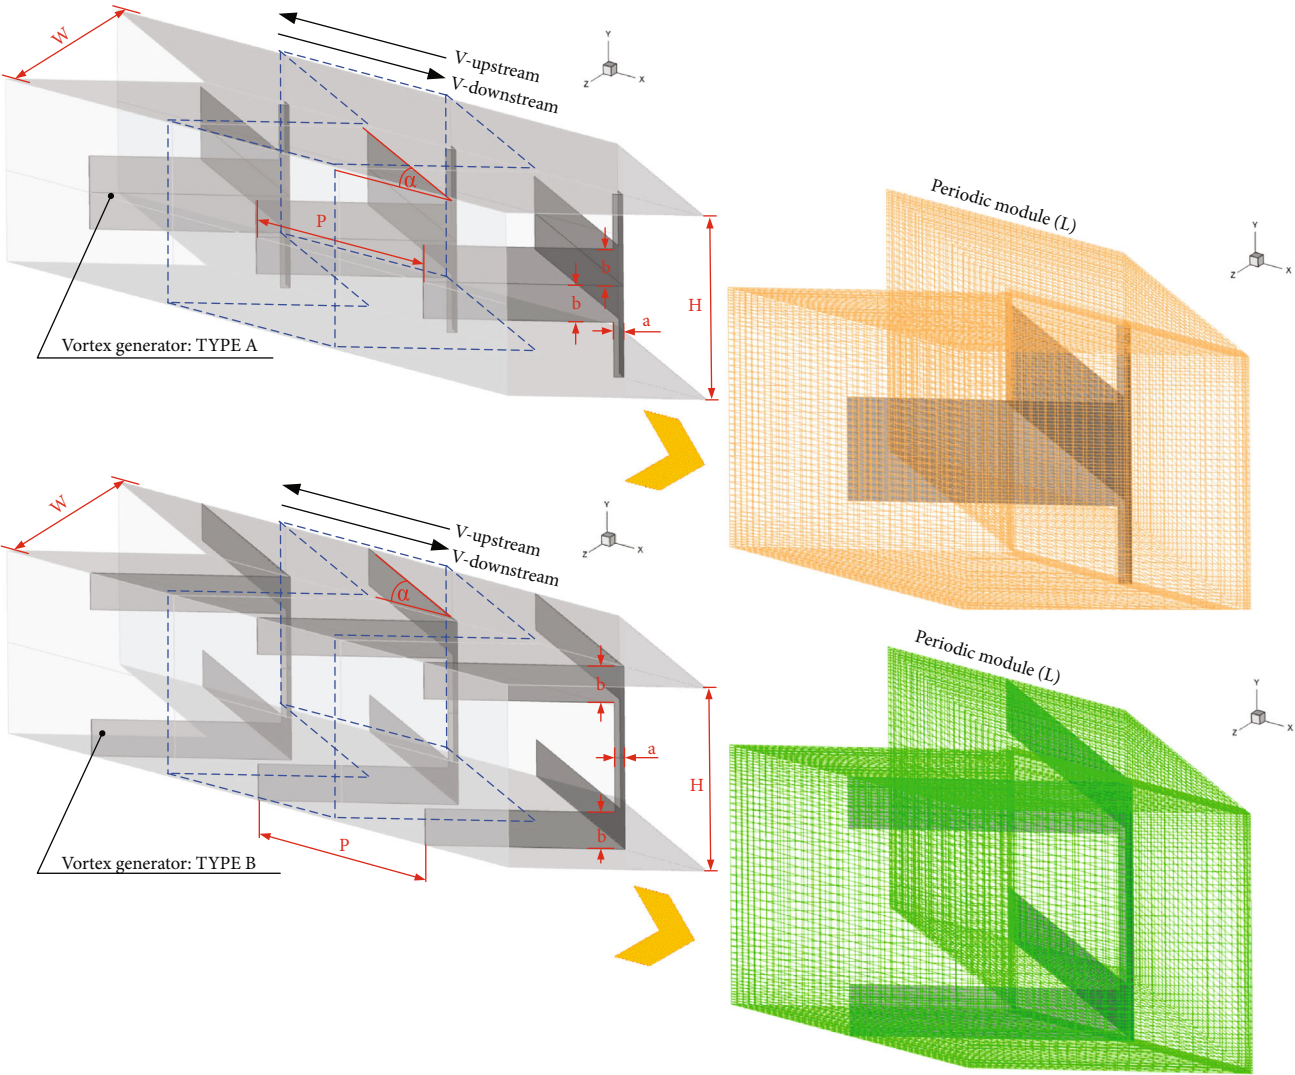 W
V-upstream
V-downstream
Y
Z
X
α
P
b
b
a
H
Vortex generator: TYPE A
Periodic module (L)
Y
Z
X
W
V-upstream
V-downstream
Y
Z
X
α
b
a
H
b
P
Vortex generator: TYPE B
Periodic module (L)
Y
Z
X